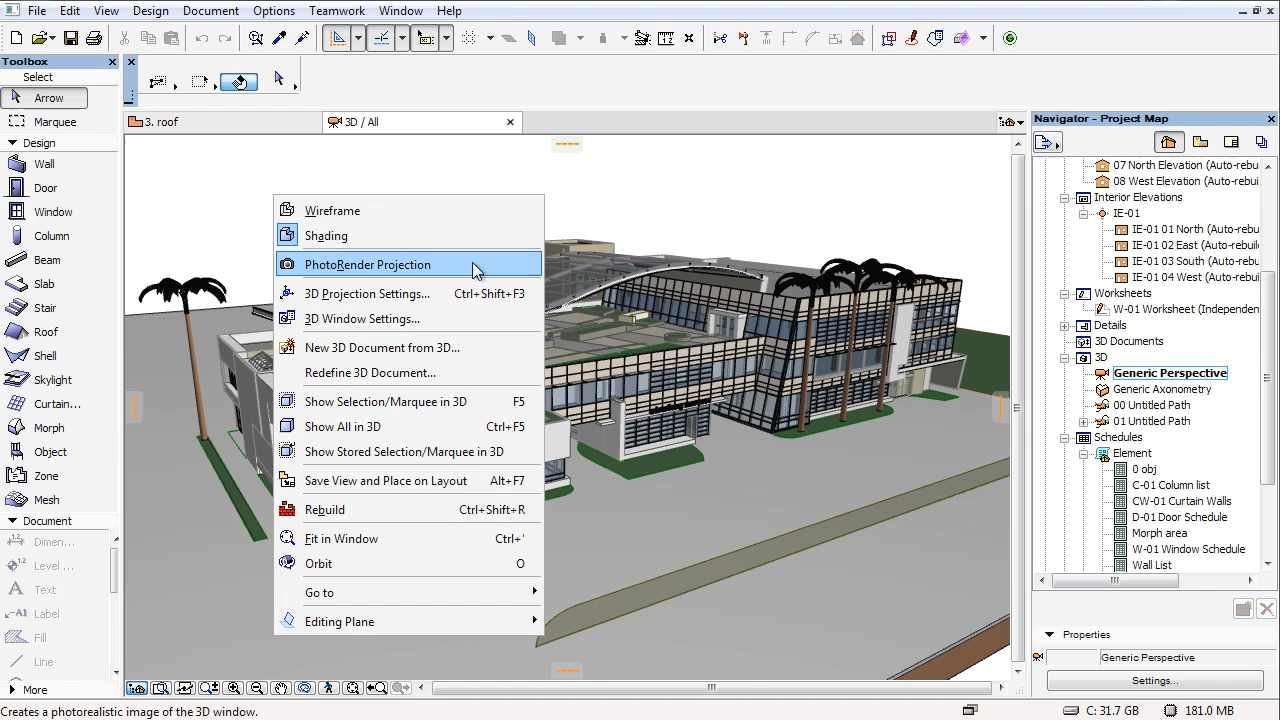 File Edit View Design Document Options Teamwork Window Help
Toolbox
Select
Arrow
Marquee
Design
Wall
Door
Window
Column
Beam
Slab
Stair
Roof
Shell
Skylight
Curtain...
Morph
Object
Zone
Mesh
Document
Dimen...
Level ...
Text
Label
Fill
Line
More
3. roof
3D / All
Wireframe
Shading
PhotoRender Projection
3D Projection Settings... Ctrl+Shift+F3
3D Window Settings...
New 3D Document from 3D...
Redefine 3D Document...
Show Selection/Marquee in 3D F5
Show All in 3D Ctrl+F5
Show Stored Selection/Marquee in 3D
Save View and Place on Layout Alt+F7
Rebuild Ctrl+Shift+R
Fit in Window Ctrl+'
Orbit O
Go to
Editing Plane
Navigator - Project Map
07 North Elevation (Auto-rebui
08 West Elevation (Auto-rebui
Interior Elevations
IE-01
IE-01 01 North (Auto-rebu
IE-01 02 East (Auto-rebuil
IE-01 03 South (Auto-rebu
IE-01 04 West (Auto-rebui
Worksheets
W-01 Worksheet (Independen
Details
3D Documents
3D
Generic Perspective
Generic Axonometry
00 Untitled Path
01 Untitled Path
Schedules
Element
0 obj
C-01 Column list
CW-01 Curtain Walls
D-01 Door Schedule
Morph area
W-01 Window Schedule
Wall List
Properties
Generic Perspective
Settings...
Creates a photorealistic image of the 3D window.
C: 31.7 GB
181.0 MB